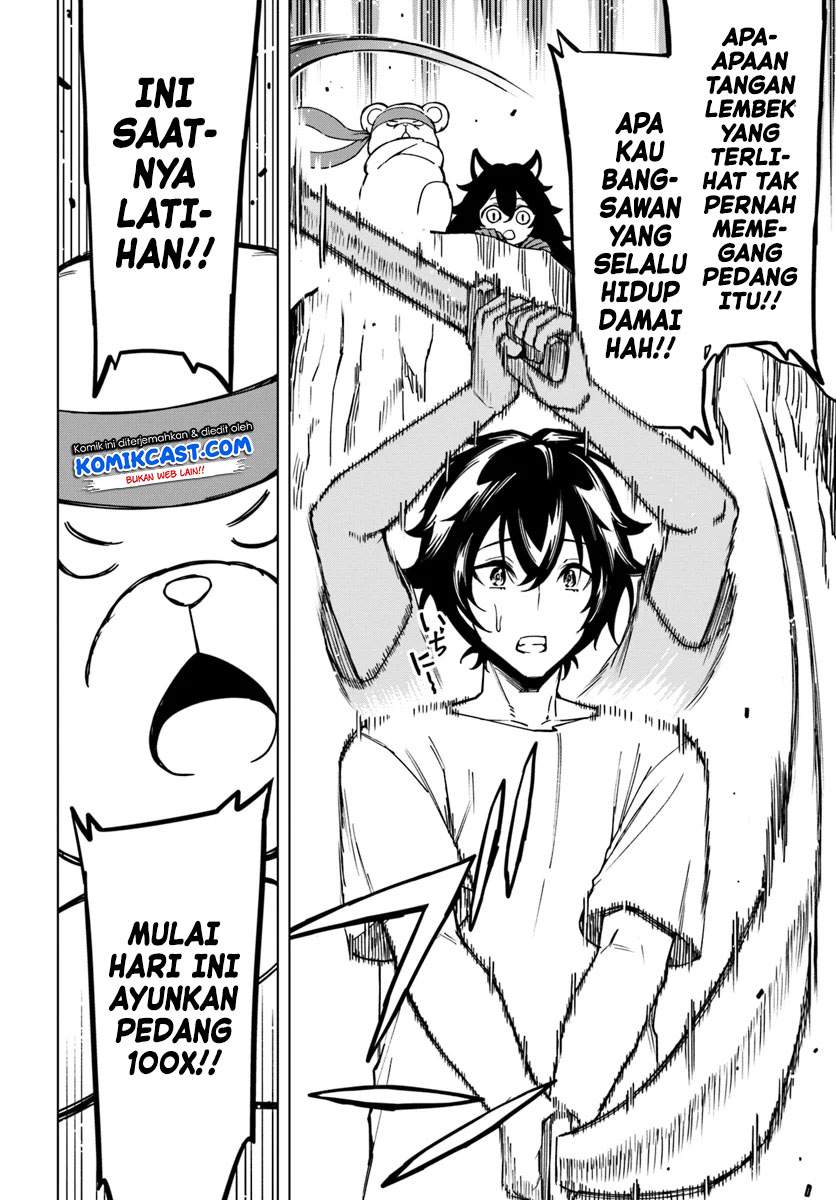 APA-
APAAN
TANGAN
LEMBEK
YANG
TERLI-
HAT TAK
PERNAH
MEME-
GANG
PEDANG
ITU!!
APA
KAU
BANG-
SAWAN
YANG
SELALU
HIDUP
DAMAI
HAH!!
いち
にー
INI
SAAT-
NYA
LATI-
HAN!!
Komik ini diterjemahkan & diedit oleh
KOMIKCAST.COM
BUKAN WEB LAIN!!
MULAI
HARI INI
AYUNKAN
PEDANG
100X!!